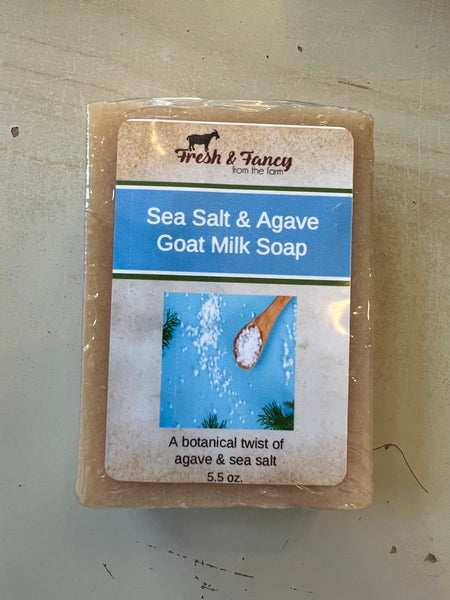 Fresh & Fancy
from the farm
Sea Salt & Agave
Goat Milk Soap
A botanical twist of
agave & sea salt
5.5 oz.